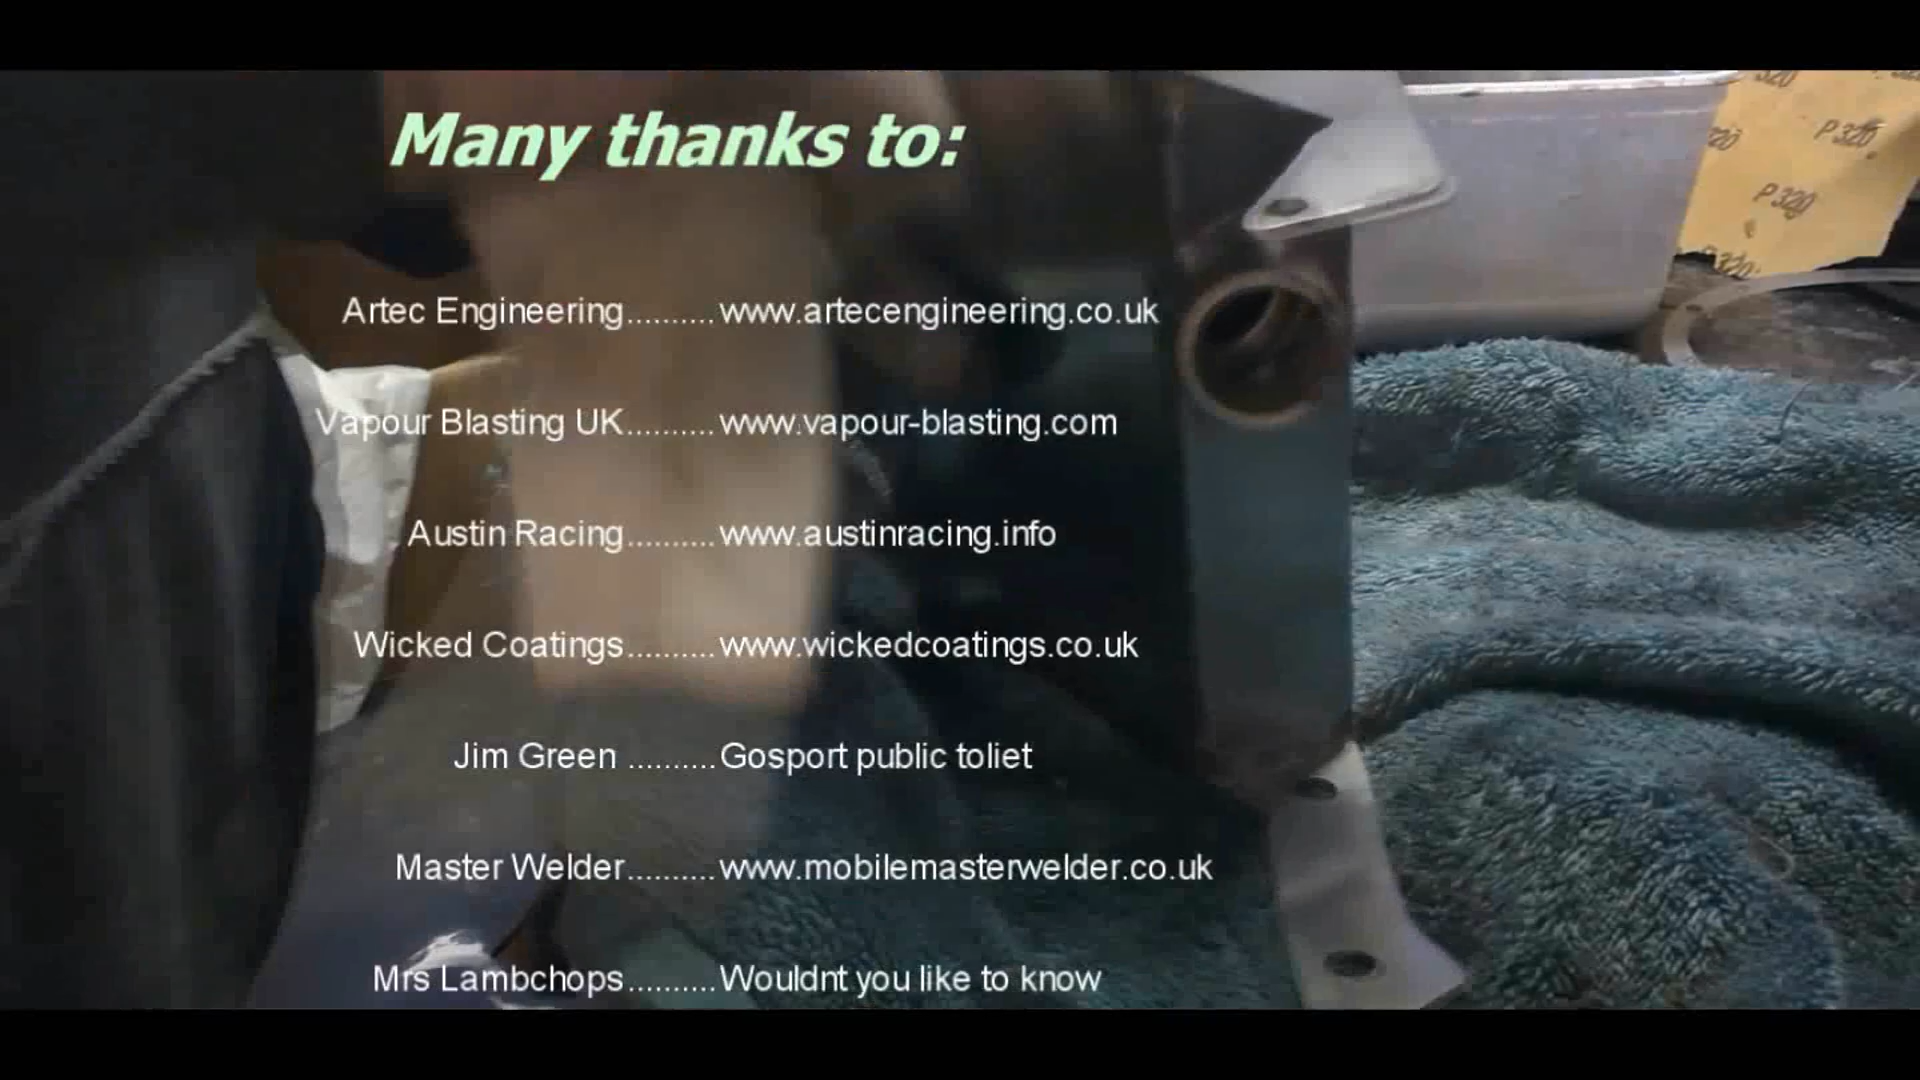 Many thanks to:
Artec Engineering..........www.artecengineering.co.uk
Vapour Blasting UK..........www.vapour-blasting.com
Austin Racing..........www.austinracing.info
Wicked Coatings..........www.wickedcoatings.co.uk
Jim Green ..........Gosport public toliet
Master Welder..........www.mobilemasterwelder.co.uk
Mrs Lambchops..........Wouldnt you like to know
P320
P320